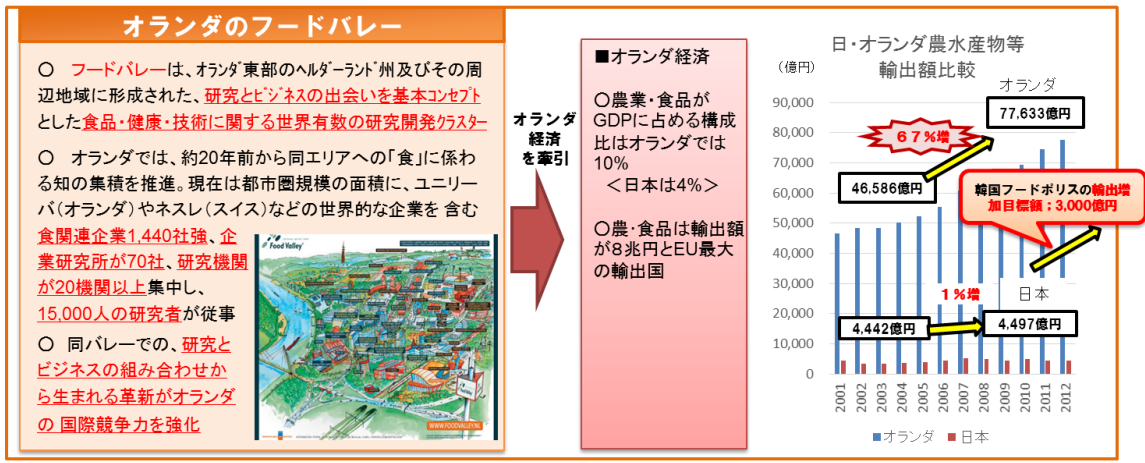 オランダのフードバレー
○　フードバレーは、オランダ東部のヘルダーランド州及びその周
辺地域に形成された、研究とビジネスの出会いを基本コンセプト
とした食品・健康・技術に関する世界有数の研究開発クラスター
○　オランダでは、約20年前から同エリアへの「食」に係わ
る知の集積を推進。現在は都市圏規模の面積に、ユニリー
バ（オランダ）やネスレ（スイス）などの世界的な企業を 含む
食関連企業1,440社強、企
業研究所が70社、研究機関
が20機関以上集中し、
15,000人の研究者が従事
○　同バレーでの、研究と
ビジネスの組み合わせか
ら生まれる革新がオランダ
の 国際競争力を強化
Food Valley
WWW.FOODVALLEY.NL
オランダ
経済
を牽引
■オランダ経済
○農業・食品が
GDPに占める構成
比はオランダでは
10%
＜日本は4%＞
○農・食品は輸出額
が8兆円とEU最大
の輸出国
日・オランダ農水産物等
輸出額比較
（億円）
オランダ
90,000
80,000
70,000
60,000
50,000
40,000
30,000
20,000
10,000
0
77,633億円
67%増
46,586億円
韓国フードポリスの輸出増
加目標額：3,000億円
1%増
日本
4,442億円
4,497億円
2001
2002
2003
2004
2005
2006
2007
2008
2009
2010
2011
2012
■オランダ　■日本